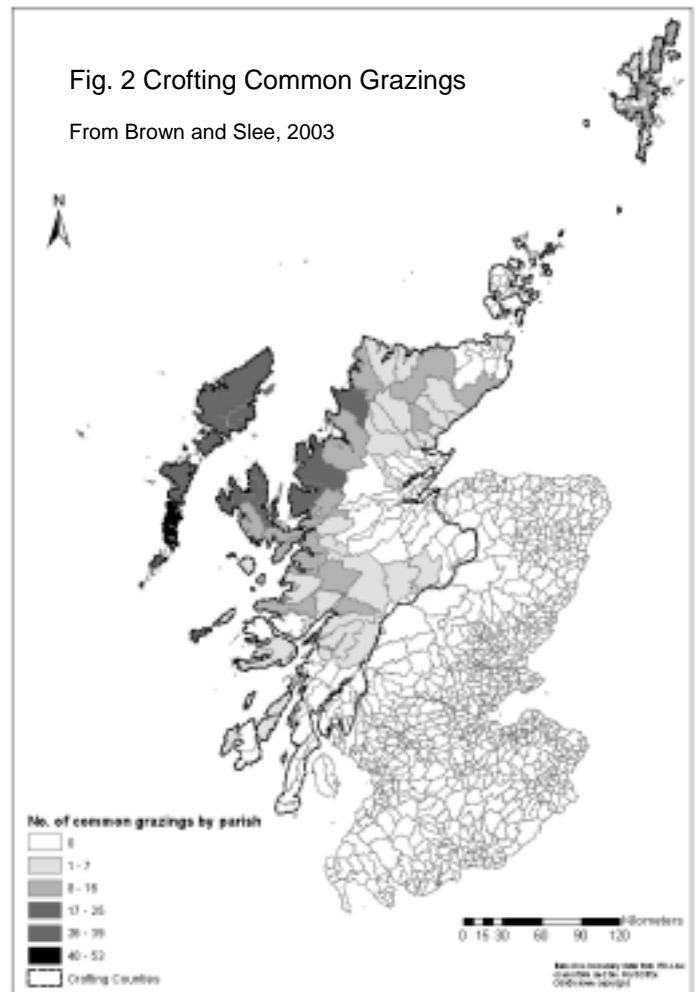 Fig. 2 Crofting Common Grazings
From Brown and Slee, 2003
N
No. of common grazings by parish
0
1 - 7
8 - 16
17 - 25
26 - 39
40 - 53
Crofting Counties
Kilometers
0 15 30 60 90 120